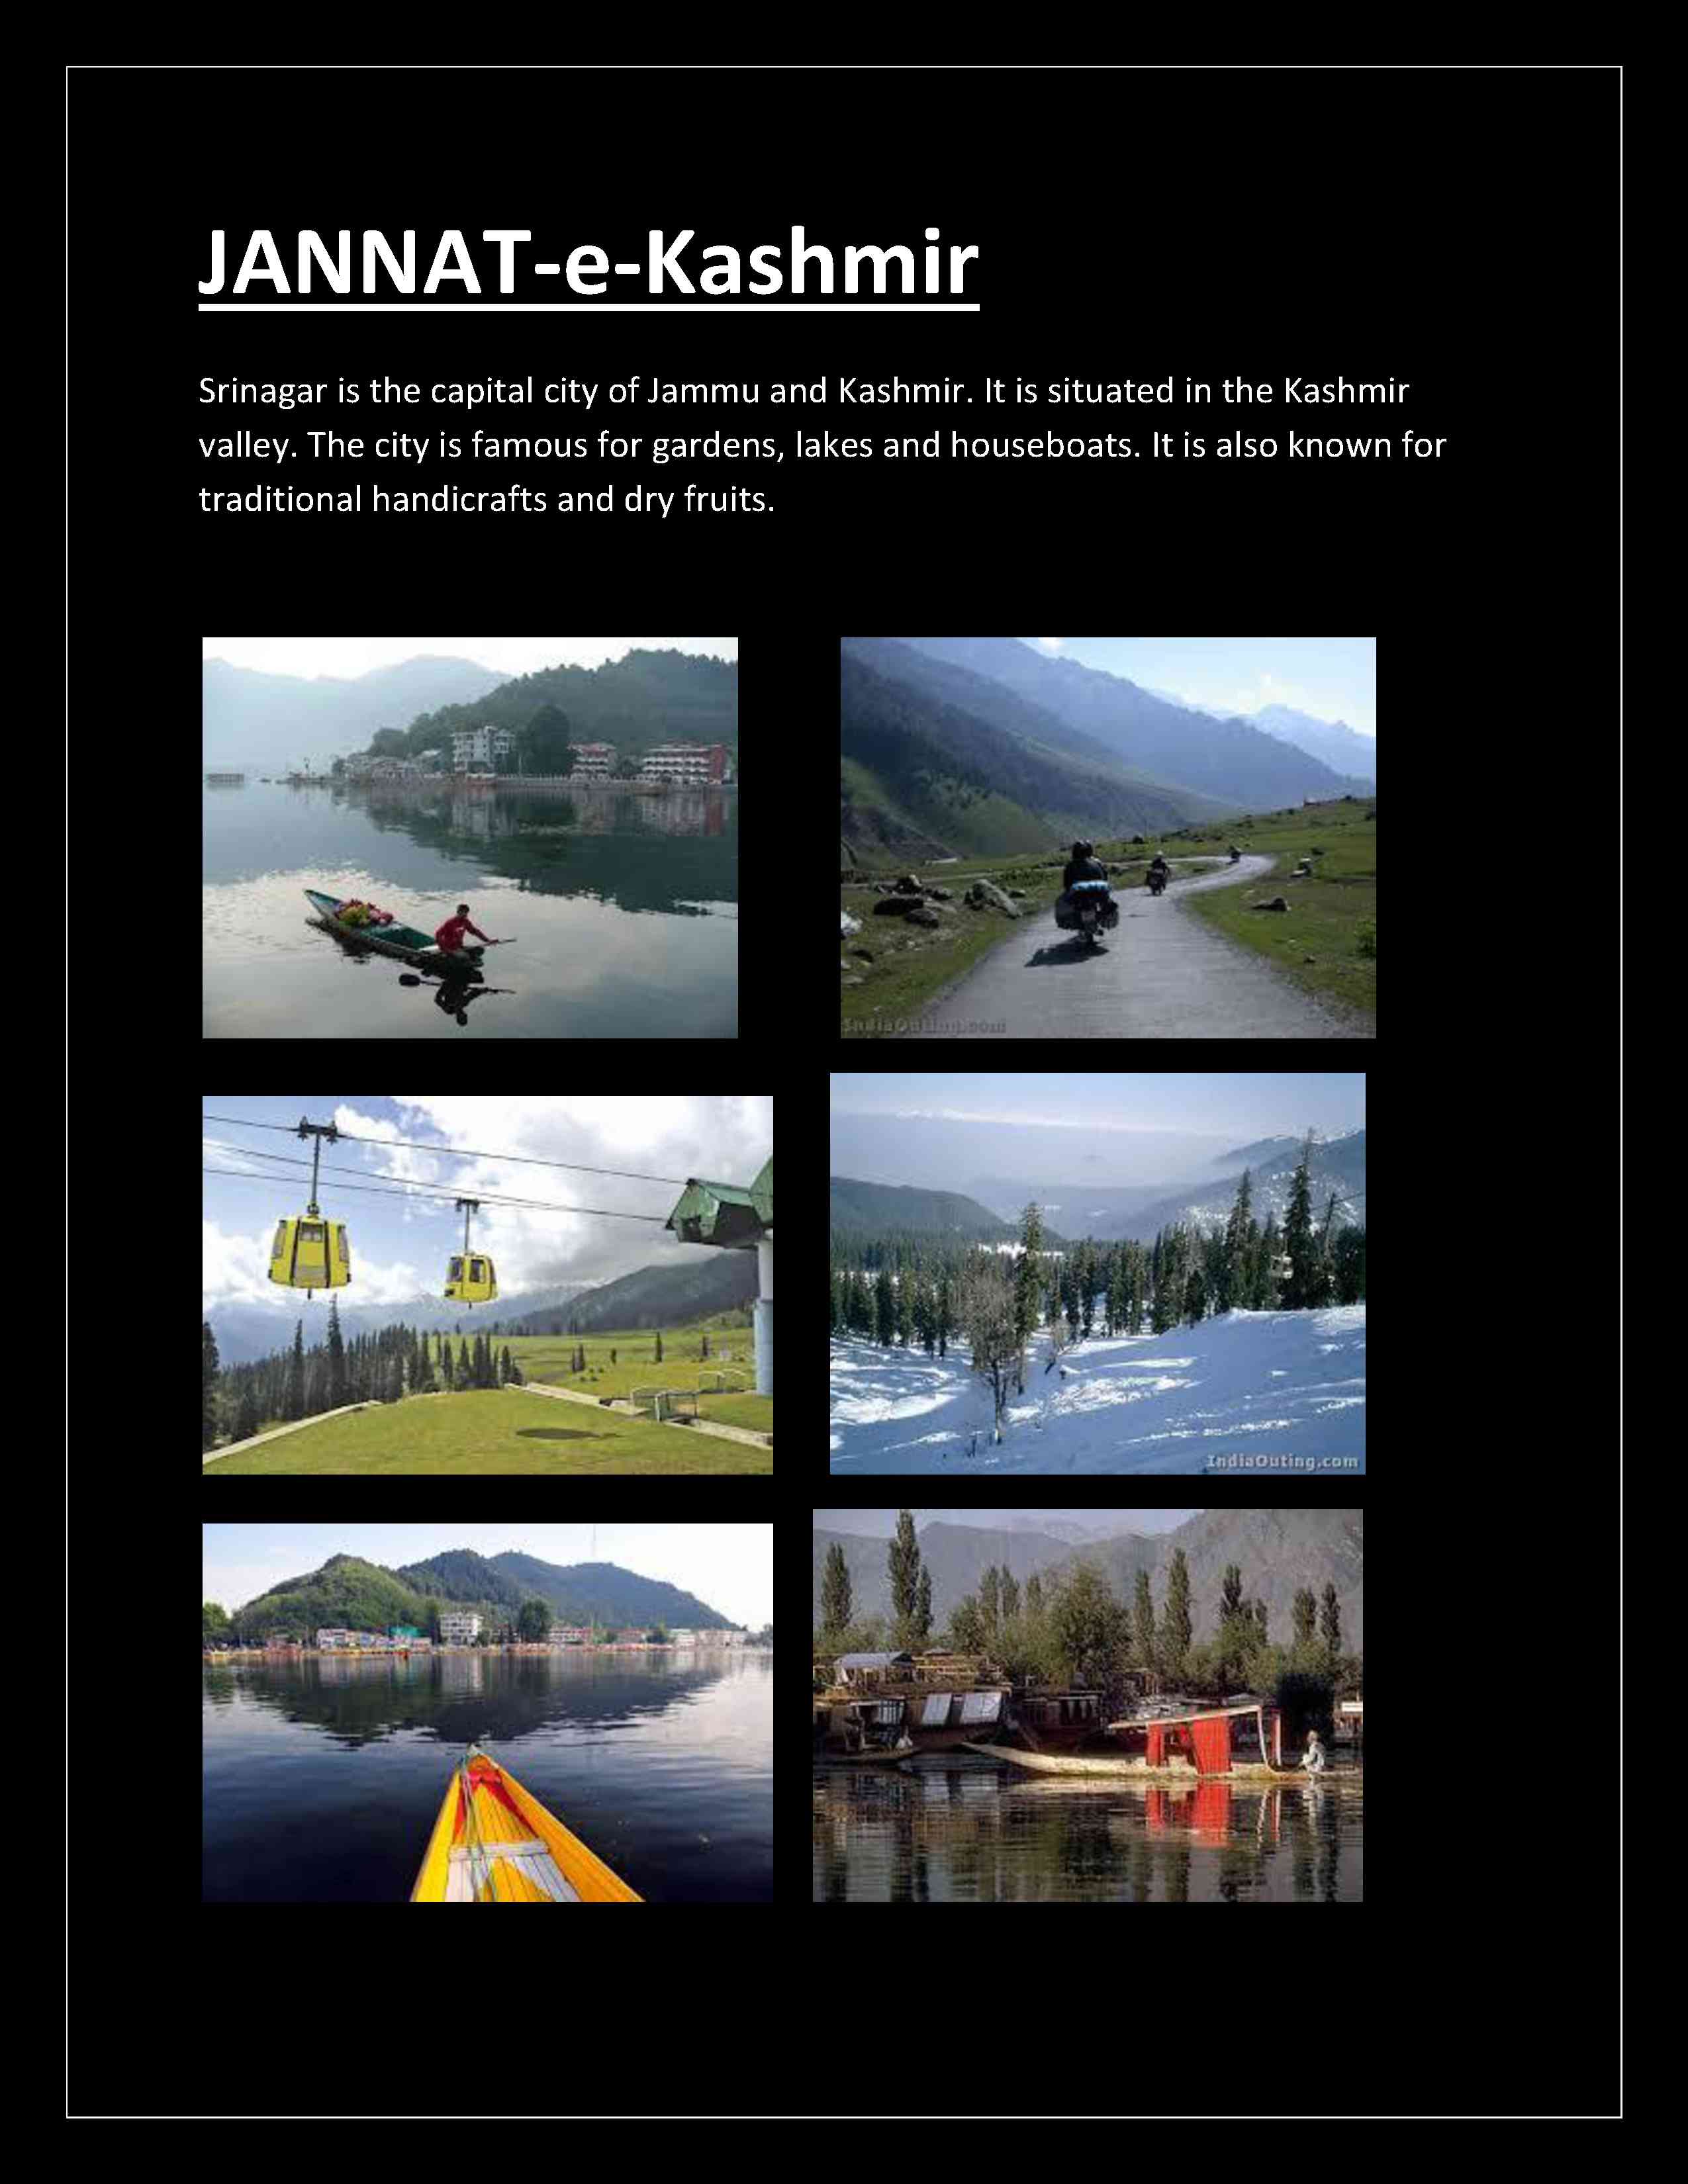 JANNAT-e-Kashmir
Srinagar is the capital city of Jammu and Kashmir. It is situated in the Kashmir
valley. The city is famous for gardens, lakes and houseboats. It is also known for
traditional handicrafts and dry fruits.
IndiaOuting.com
IndiaOuting.com